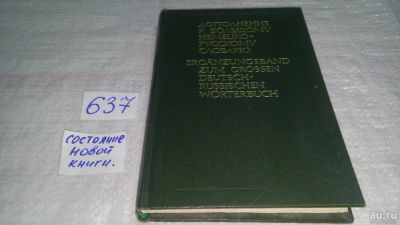 ДОПОЛНЕНИЕ
К БОЛЬШОМУ
НЕМЕЦКО-
РУССКОМУ
СЛОВАРЮ
ERGÄNZUNGSBAND
ZUM GROSSEN
DEUTSCH-
RUSSISCHEN
WÖRTERBUCH
637
состояние
новой
книги.
au.ru